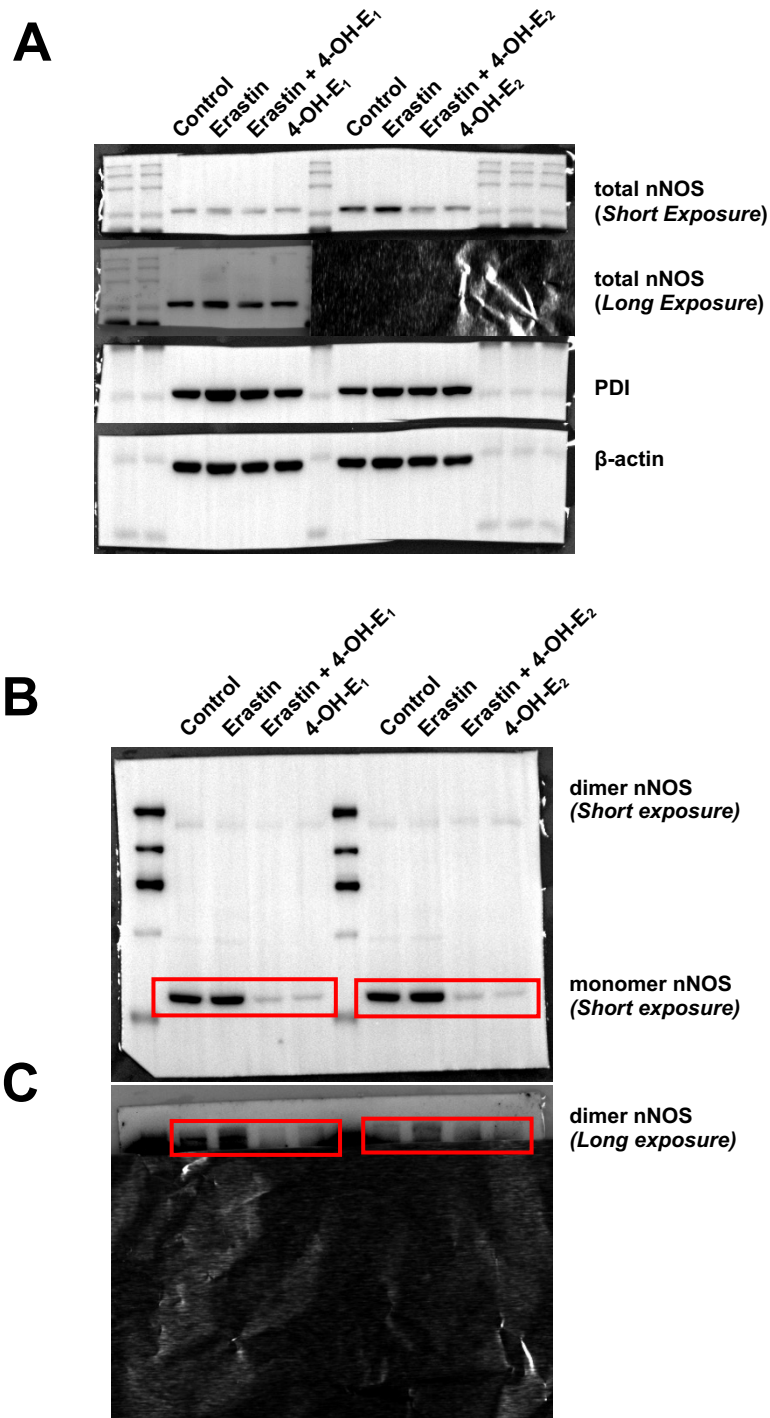 A
Control
Erastin
Erastin + 4-OH-E₁
4-OH-E₁
Control
Erastin
Erastin + 4-OH-E₂
4-OH-E₂
total nNOS
(Short Exposure)
total nNOS
(Long Exposure)
PDI
β-actin
B
Control
Erastin
Erastin + 4-OH-E₁
4-OH-E₁
Control
Erastin
Erastin + 4-OH-E₂
4-OH-E₂
dimer nNOS
(Short exposure)
monomer nNOS
(Short exposure)
C
dimer nNOS
(Long exposure)